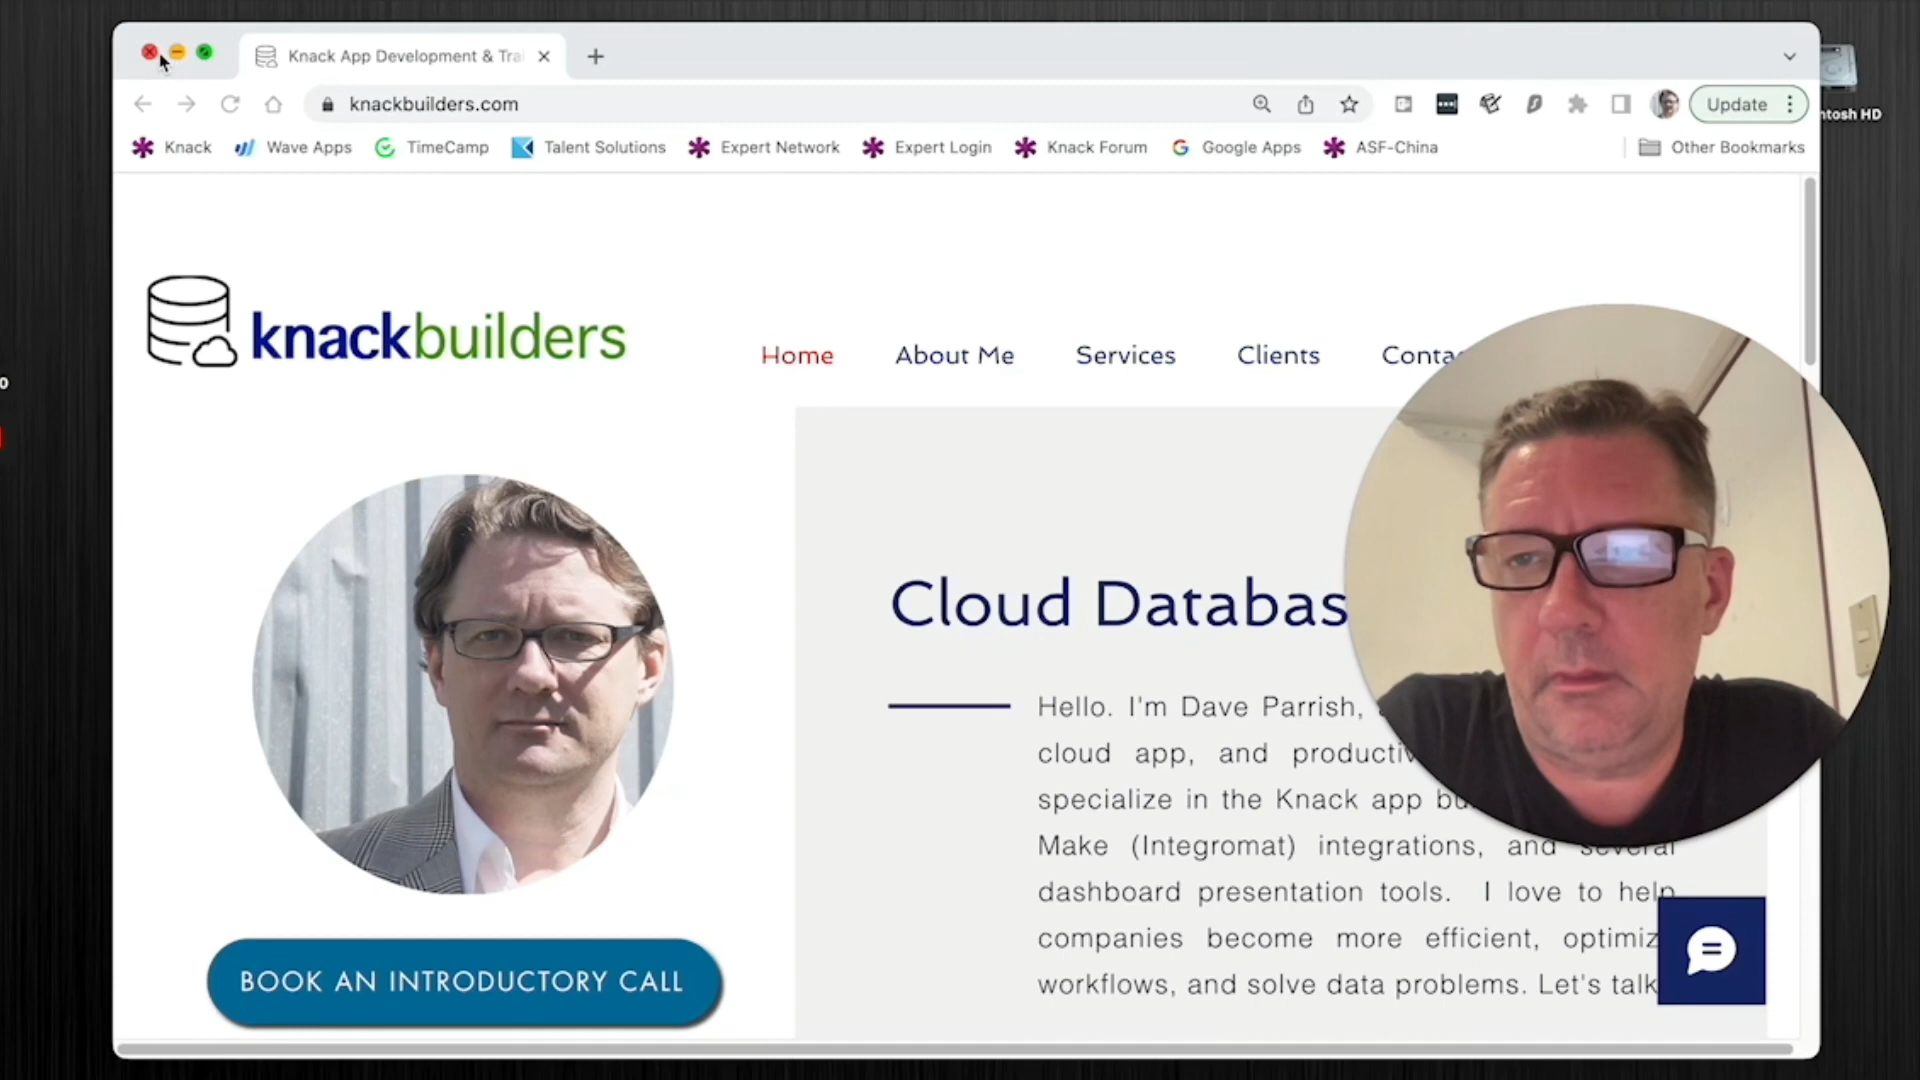 Knack App Development & Tra
knackbuilders.com
Update
Knack
Wave Apps
TimeCamp
Talent Solutions
Expert Network
Expert Login
Knack Forum
Google Apps
ASF-China
Other Bookmarks
ntosh HD
0
knackbuilders
Home
About Me
Services
Clients
Conta
Cloud Databas
Hello. I'm Dave Parrish,
cloud app, and productiv
specialize in the Knack app bu
Make (Integromat) integrations, and several
dashboard presentation tools. I love to help
companies become more efficient, optimiz
workflows, and solve data problems. Let's talk
BOOK AN INTRODUCTORY CALL